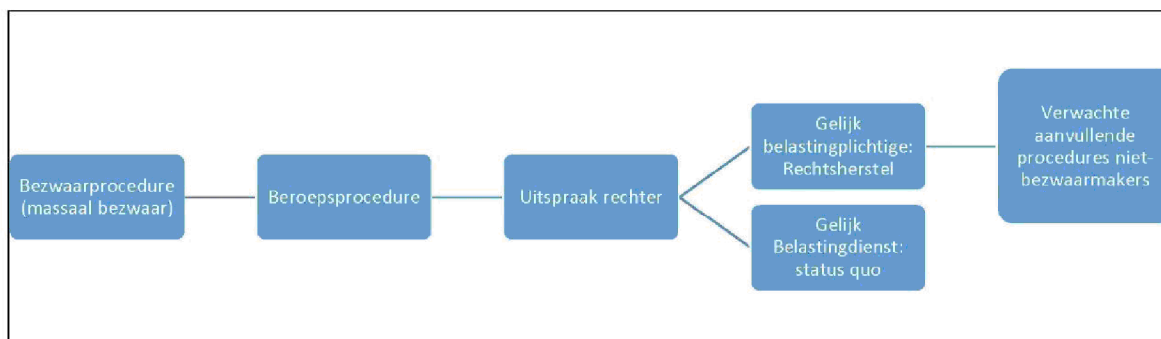 Bezwaarprocedure
(massaal bezwaar)
Beroepsprocedure
Uitspraak rechter
Gelijk
belastingplichtige:
Rechtsherstel
Gelijk
Belastingdienst:
status quo
Verwachte
aanvullende
procedures niet-
bezwaarmakers